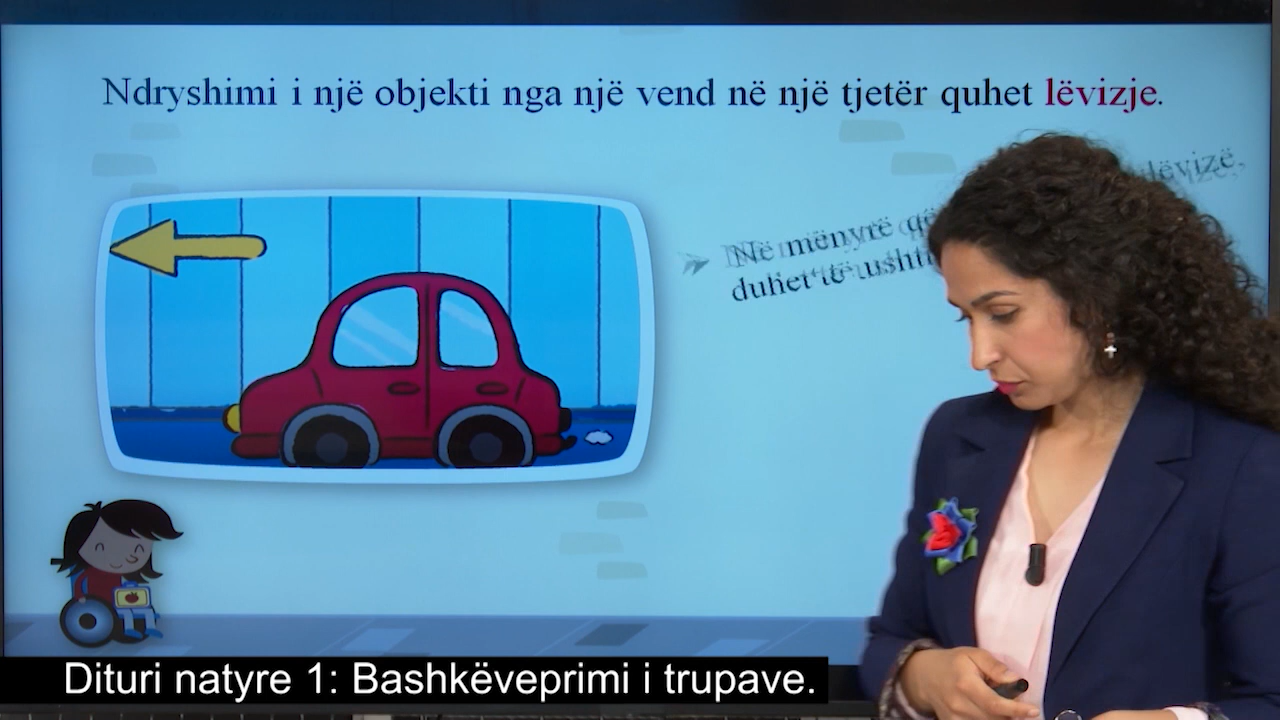 Ndryshimi i një objekti nga një vend në një tjetër quhet lëvizje.
lëvizë,
Në mënyrë që
duhet të
Dituri natyre 1: Bashkëveprimi i trupave.